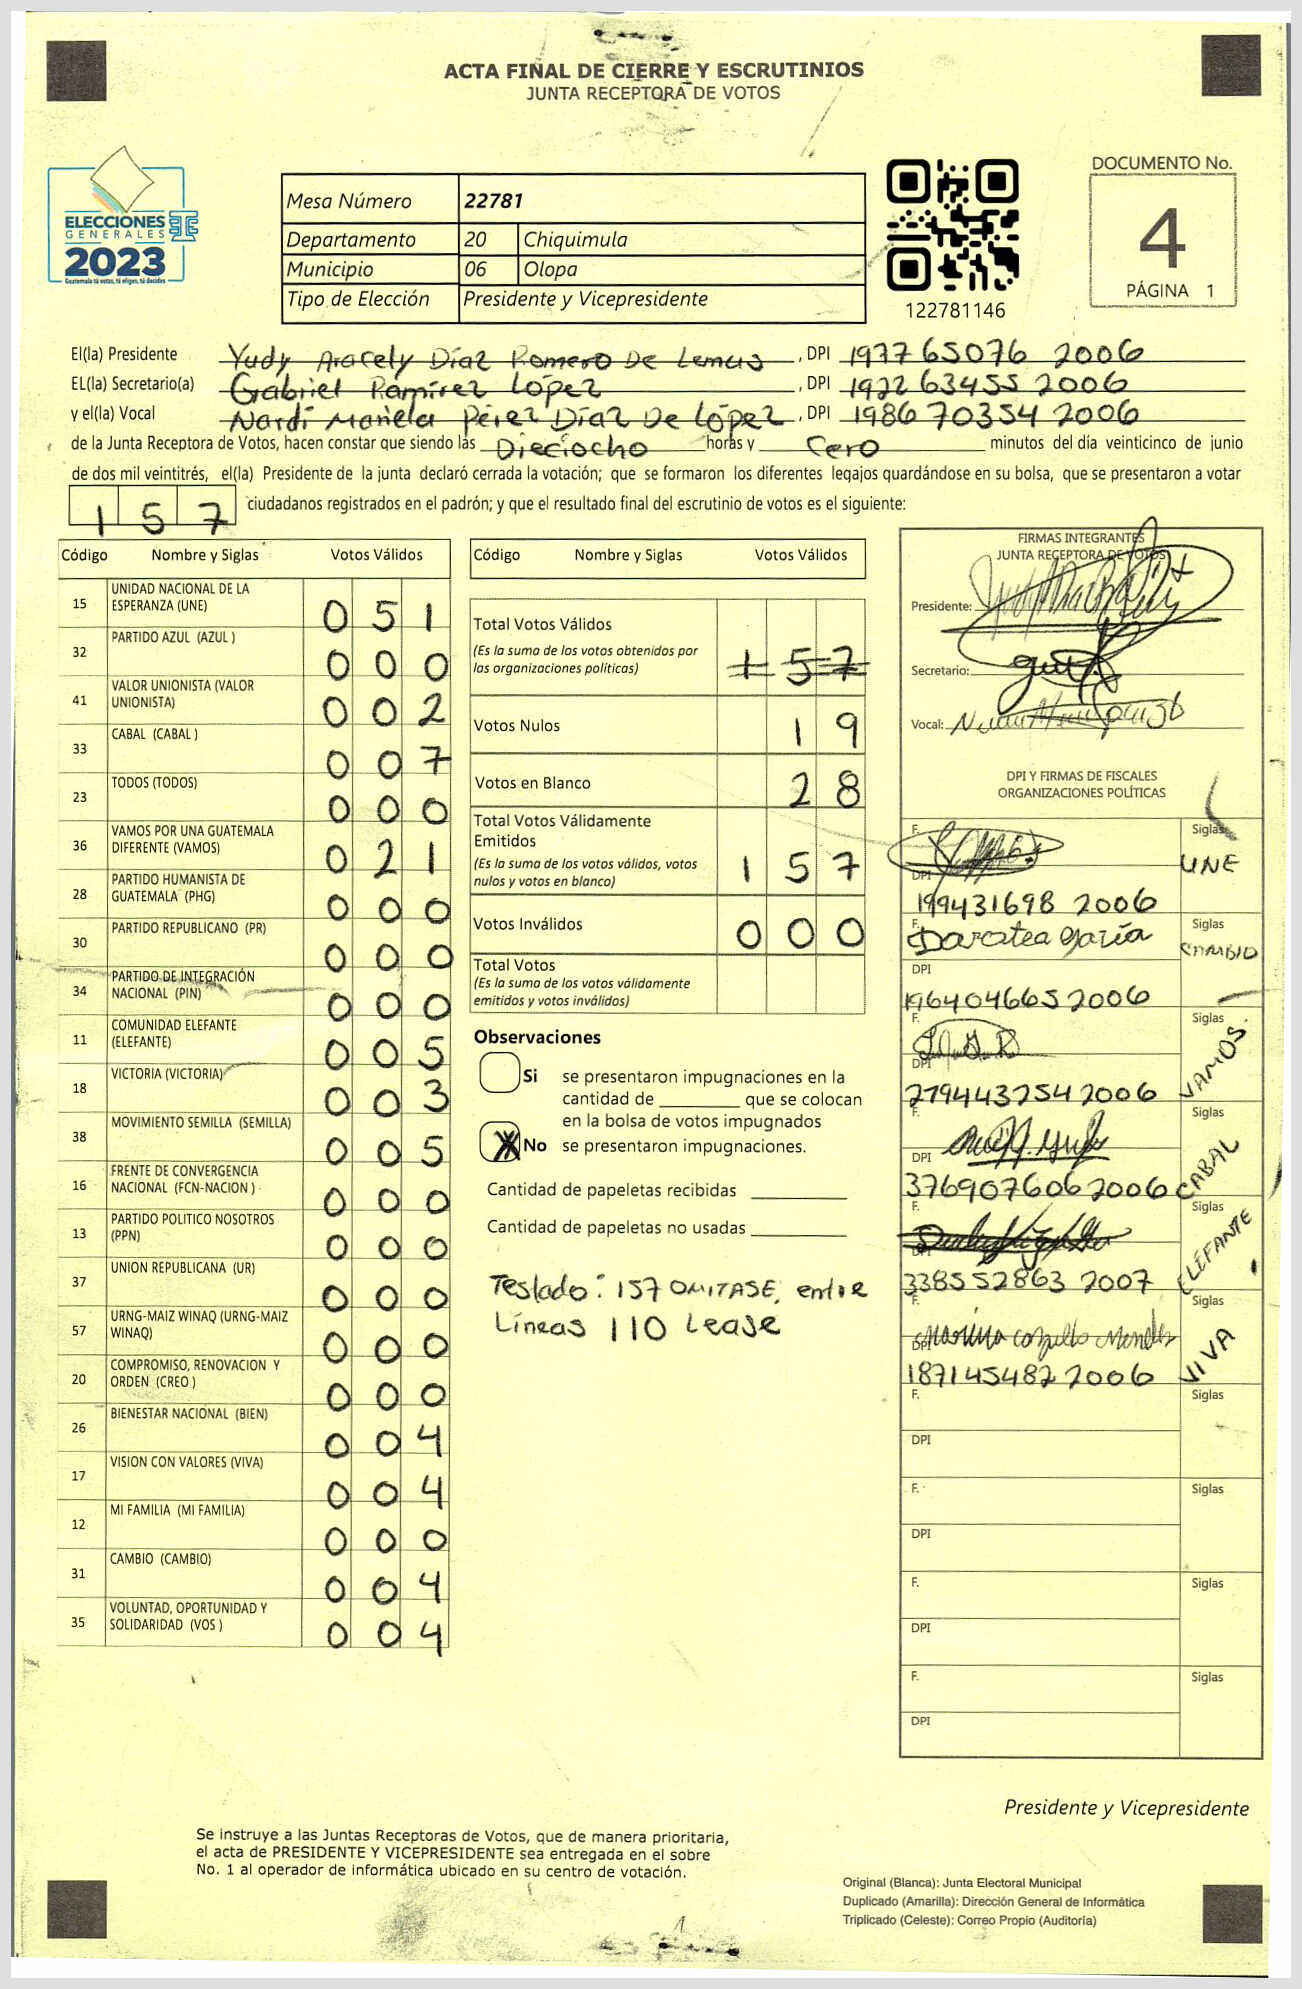 ACTA FINAL DE CIERRE Y ESCRUTINIOS
JUNTA RECEPTORA DE VOTOS
ELECCIONES
GENERALES
2023
Guatemala tú votas, tú eliges, tú decides
Mesa Número 22781
Departamento 20 Chiquimula
Municipio 06 Olopa
Tipo de Elección Presidente y Vicepresidente
122781146
DOCUMENTO No.
4
PÁGINA 1
El(la) Presidente Yudy Aracely Díaz Romero De Lemus, DPI 1977 65076 2006
EL(la) Secretario(a) Gabriel Ramírez López, DPI 1922 63455 2006
y el(la) Vocal Nardi Mariela Pérez Díaz De López, DPI 1986 70354 2006
de la Junta Receptora de Votos, hacen constar que siendo las Dieciocho horas y Cero minutos del día veinticinco de junio
de dos mil veintitrés, el(la) Presidente de la junta declaró cerrada la votación; que se formaron los diferentes legajos quardándose en su bolsa, que se presentaron a votar
157 ciudadanos registrados en el padrón; y que el resultado final del escrutinio de votos es el siguiente:
Código Nombre y Siglas Votos Válidos
15 UNIDAD NACIONAL DE LA ESPERANZA (UNE) 0 5 1
32 PARTIDO AZUL (AZUL ) 0 0 0
41 VALOR UNIONISTA (VALOR UNIONISTA) 0 0 2
33 CABAL (CABAL ) 0 0 7
23 TODOS (TODOS) 0 0 0
36 VAMOS POR UNA GUATEMALA DIFERENTE (VAMOS) 0 2 1
28 PARTIDO HUMANISTA DE GUATEMALA (PHG) 0 0 0
30 PARTIDO REPUBLICANO (PR) 0 0 0
34 PARTIDO DE INTEGRACIÓN NACIONAL (PIN) 0 0 0
11 COMUNIDAD ELEFANTE (ELEFANTE) 0 0 5
18 VICTORIA (VICTORIA) 0 0 3
38 MOVIMIENTO SEMILLA (SEMILLA) 0 0 5
16 FRENTE DE CONVERGENCIA NACIONAL (FCN-NACION ) 0 0 0
13 PARTIDO POLITICO NOSOTROS (PPN) 0 0 0
37 UNION REPUBLICANA (UR) 0 0 0
57 URNG-MAIZ WINAQ (URNG-MAIZ WINAQ) 0 0 0
20 COMPROMISO, RENOVACION Y ORDEN (CREO ) 0 0 0
26 BIENESTAR NACIONAL (BIEN) 0 0 4
17 VISION CON VALORES (VIVA) 0 0 4
12 MI FAMILIA (MI FAMILIA) 0 0 0
31 CAMBIO (CAMBIO) 0 0 4
35 VOLUNTAD, OPORTUNIDAD Y SOLIDARIDAD (VOS ) 0 0 4
Código Nombre y Siglas Votos Válidos
Total Votos Válidos
(Es la suma de los votos obtenidos por
las organizaciones políticas) 1 5 7
Votos Nulos 1 9
Votos en Blanco 2 8
Total Votos Válidamente
Emitidos
(Es la suma de los votos válidos, votos
nulos y votos en blanco) 1 5 7
Votos Inválidos 0 0 0
Total Votos
(Es la suma de los votos válidamente
emitidos y votos inválidos)
Observaciones
Si se presentaron impugnaciones en la
cantidad de ________ que se colocan
en la bolsa de votos impugnados
X No se presentaron impugnaciones.
Cantidad de papeletas recibidas
Cantidad de papeletas no usadas
Teslado: 157 OMITASE, entre
Líneas 110 Lease
FIRMAS INTEGRANTES
JUNTA RECEPTORA DE VOTOS
Presidente:
Secretario:
Vocal:
DPI Y FIRMAS DE FISCALES
ORGANIZACIONES POLÍTICAS
F. Siglas UNE
DPI 199431698 2006
F. Dorotea García Siglas CAMBIO
DPI 196404665 2006
F. Siglas VAMOS
DPI 279443254 2006
F. Siglas CABAL
DPI 376907606 2006
F. Siglas ELEFANTE
DPI 338552863 2007
F. Siglas VIVA
DPI 187145482 2006
F. Siglas
DPI
F. Siglas
DPI
F. Siglas
DPI
F. Siglas
DPI
Presidente y Vicepresidente
Se instruye a las Juntas Receptoras de Votos, que de manera prioritaria,
el acta de PRESIDENTE Y VICEPRESIDENTE sea entregada en el sobre
No. 1 al operador de informática ubicado en su centro de votación.
Original (Blanca): Junta Electoral Municipal
Duplicado (Amarilla): Dirección General de Informática
Triplicado (Celeste): Correo Propio (Auditoría)